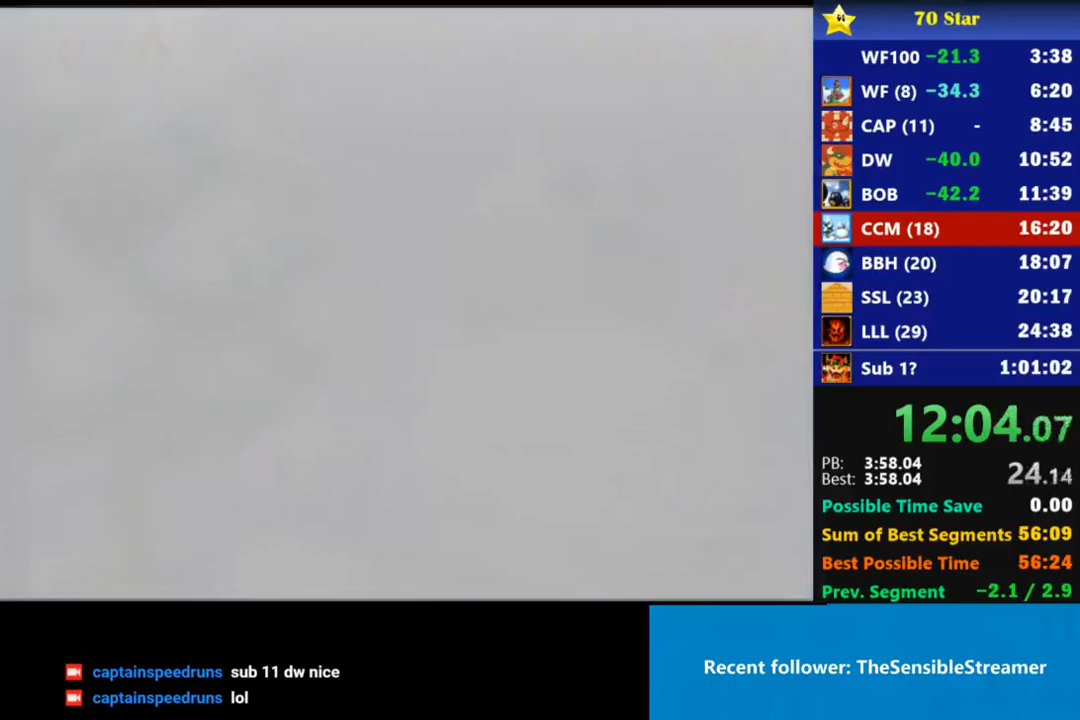 70 Star
WF100 −21.3 3:38
WF (8) −34.3 6:20
CAP (11) - 8:45
DW −40.0 10:52
BOB −42.2 11:39
CCM (18) 16:20
BBH (20) 18:07
SSL (23) 20:17
LLL (29) 24:38
Sub 1? 1:01:02
12:04.07
PB: 3:58.04
Best: 3:58.04
24.14
Possible Time Save 0.00
Sum of Best Segments 56:09
Best Possible Time 56:24
Prev. Segment −2.1 / 2.9
captainspeedruns sub 11 dw nice
captainspeedruns lol
Recent follower: TheSensibleStreamer